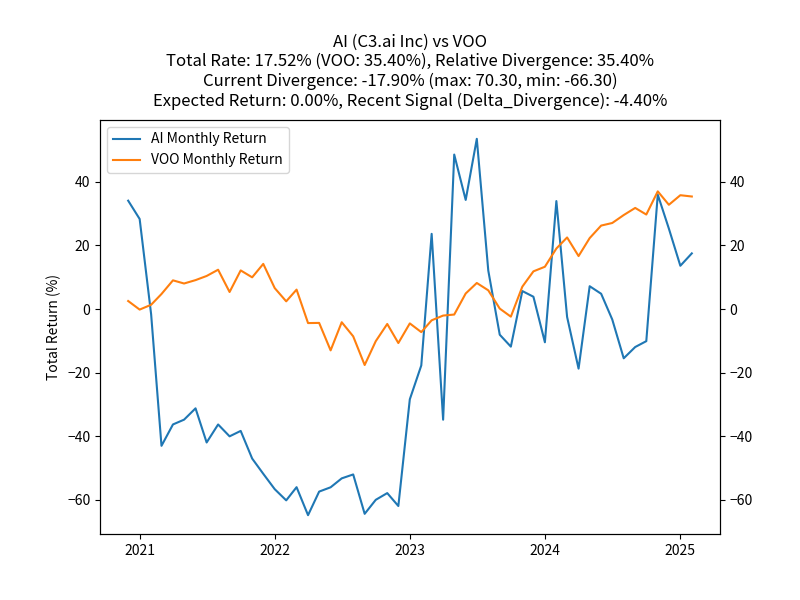 AI (C3.ai Inc) vs VOO
Total Rate: 17.52% (VOO: 35.40%), Relative Divergence: 35.40%
Current Divergence: -17.90% (max: 70.30, min: -66.30)
Expected Return: 0.00%, Recent Signal (Delta_Divergence): -4.40%
AI Monthly Return
VOO Monthly Return
Total Return (%)
40 40
20 20
0 0
−20 −20
−40 −40
−60 −60
2021 2022 2023 2024 2025